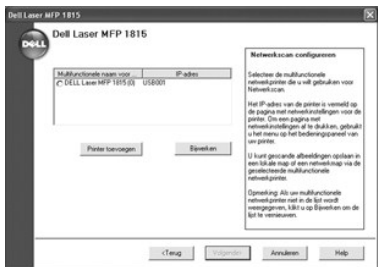 Dell Laser MFP 1815
DELL
Dell Laser MFP 1815
Multifunctionele naam voor ...
IP-adres
DELL Laser MFP 1815 (0)
USB001
Printer toevoegen
Bijwerken
Netwerkscan configureren
Selecteer de multifunctionele
netwerkprinter die u wilt gebruiken voor
Netwerkscan.
Het IP-adres van de printer is vermeld op
de pagina met netwerkinstellingen voor de
printer. Om een pagina met
netwerkinstellingen af te drukken, gebruikt
u het menu op het bedieningspaneel van
uw printer.
U kunt gescande afbeeldingen opslaan in
een lokale map of een netwerkmap via de
geselecteerde multifunctionele
netwerkprinter.
Opmerking: Als uw multifunctionele
netwerkprinter niet in de lijst wordt
weergegeven, klikt u op Bijwerken om de
lijst te vernieuwen.
<Terug
Volgende>
Annuleren
Help